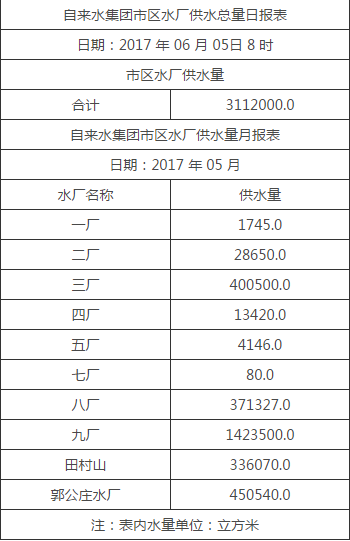 自来水集团市区水厂供水总量日报表
日期：2017 年 06 月 05日 8 时
市区水厂供水量
合计 3112000.0
自来水集团市区水厂供水量月报表
日期：2017 年 05 月
水厂名称 供水量
一厂 1745.0
二厂 28650.0
三厂 400500.0
四厂 13420.0
五厂 4146.0
七厂 80.0
八厂 371327.0
九厂 1423500.0
田村山 336070.0
郭公庄水厂 450540.0
注：表内水量单位：立方米